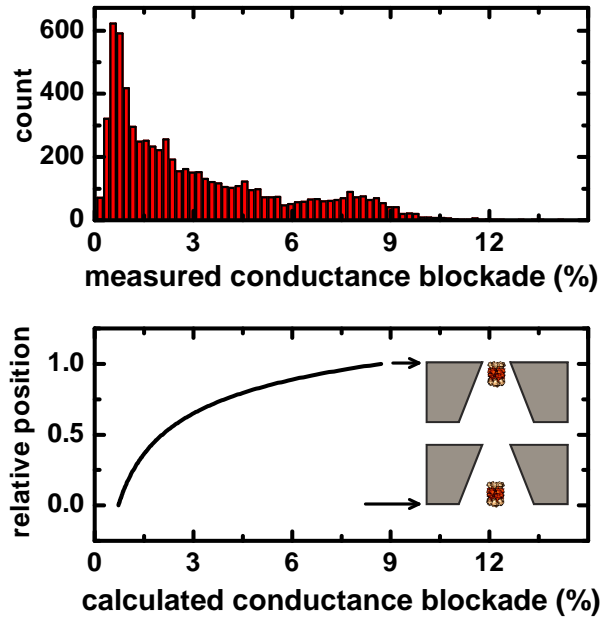 600
400
200
0
count
0 3 6 9 12
measured conductance blockade (%)
1.0
0.5
0.0
relative position
0 3 6 9 12
calculated conductance blockade (%)